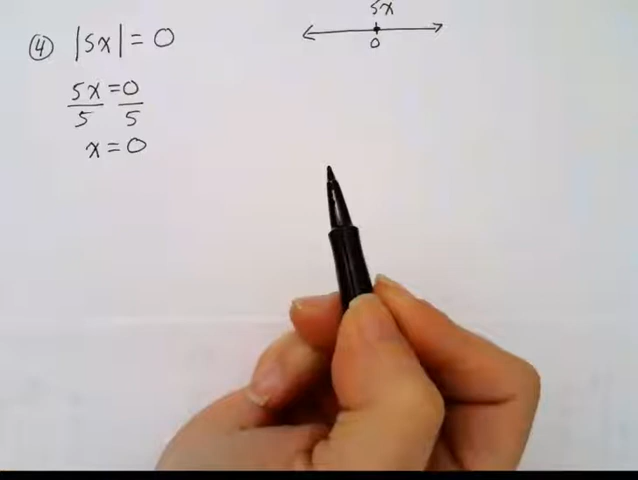 ④ |5x| = 0
5x = 0
5 5
x = 0
5x
0